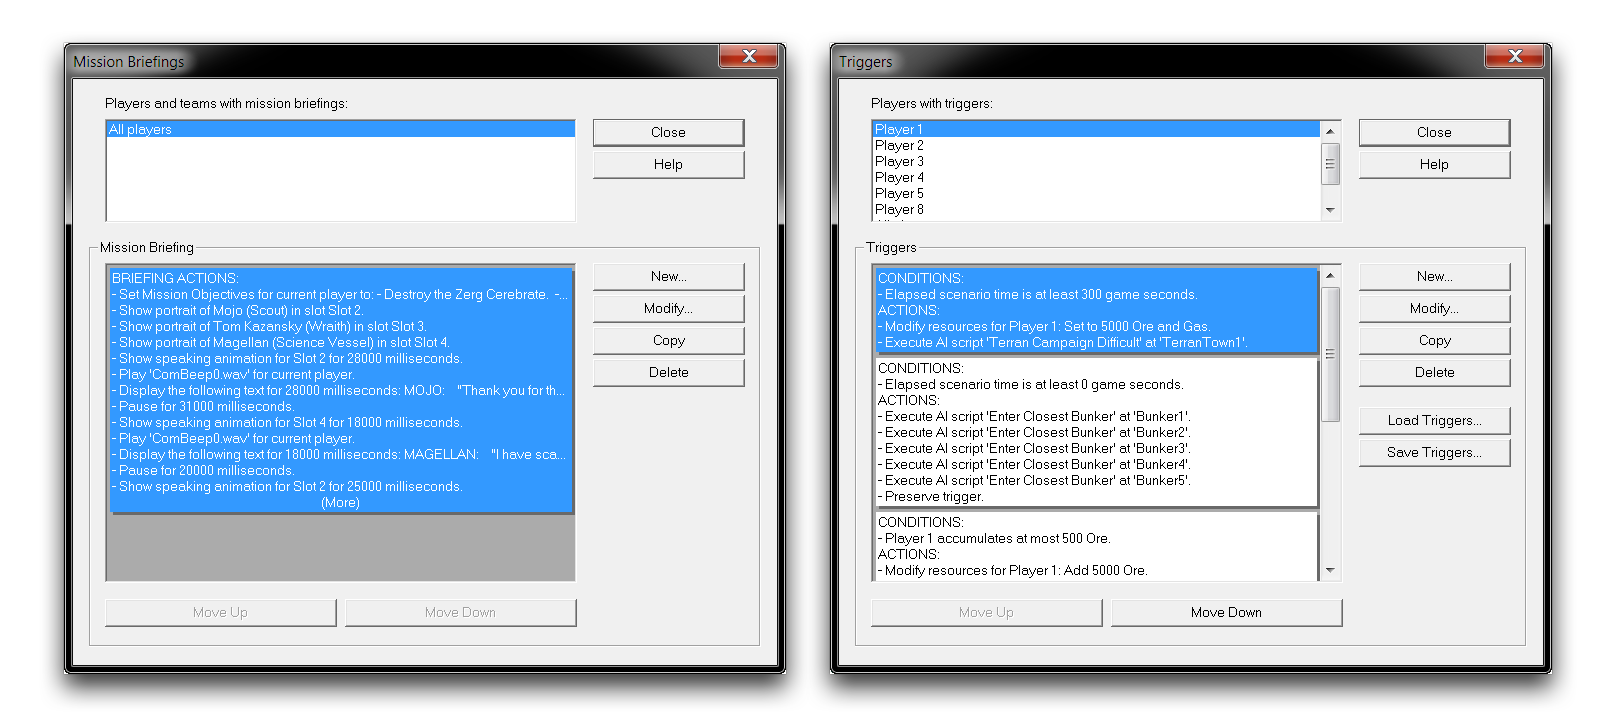 Mission Briefings
Players and teams with mission briefings:
All players
Close
Help
Mission Briefing
BRIEFING ACTIONS:
- Set Mission Objectives for current player to: - Destroy the Zerg Cerebrate.  -...
- Show portrait of Mojo (Scout) in slot Slot 2.
- Show portrait of Tom Kazansky (Wraith) in slot Slot 3.
- Show portrait of Magellan (Science Vessel) in slot Slot 4.
- Show speaking animation for Slot 2 for 28000 milliseconds.
- Play 'ComBeep0.wav' for current player.
- Display the following text for 28000 milliseconds: MOJO:   "Thank you for th...
- Pause for 31000 milliseconds.
- Show speaking animation for Slot 4 for 18000 milliseconds.
- Play 'ComBeep0.wav' for current player.
- Display the following text for 18000 milliseconds: MAGELLAN:   "I have sca...
- Pause for 20000 milliseconds.
- Show speaking animation for Slot 2 for 25000 milliseconds.
(More)
New...
Modify...
Copy
Delete
Move Up
Move Down
Triggers
Players with triggers:
Player 1
Player 2
Player 3
Player 4
Player 5
Player 8
Close
Help
Triggers
CONDITIONS:
- Elapsed scenario time is at least 300 game seconds.
ACTIONS:
- Modify resources for Player 1: Set to 5000 Ore and Gas.
- Execute AI script 'Terran Campaign Difficult' at 'TerranTown1'.
CONDITIONS:
- Elapsed scenario time is at least 0 game seconds.
ACTIONS:
- Execute AI script 'Enter Closest Bunker' at 'Bunker1'.
- Execute AI script 'Enter Closest Bunker' at 'Bunker2'.
- Execute AI script 'Enter Closest Bunker' at 'Bunker3'.
- Execute AI script 'Enter Closest Bunker' at 'Bunker4'.
- Execute AI script 'Enter Closest Bunker' at 'Bunker5'.
- Preserve trigger.
CONDITIONS:
- Player 1 accumulates at most 500 Ore.
ACTIONS:
- Modify resources for Player 1: Add 5000 Ore.
New...
Modify...
Copy
Delete
Load Triggers...
Save Triggers...
Move Up
Move Down